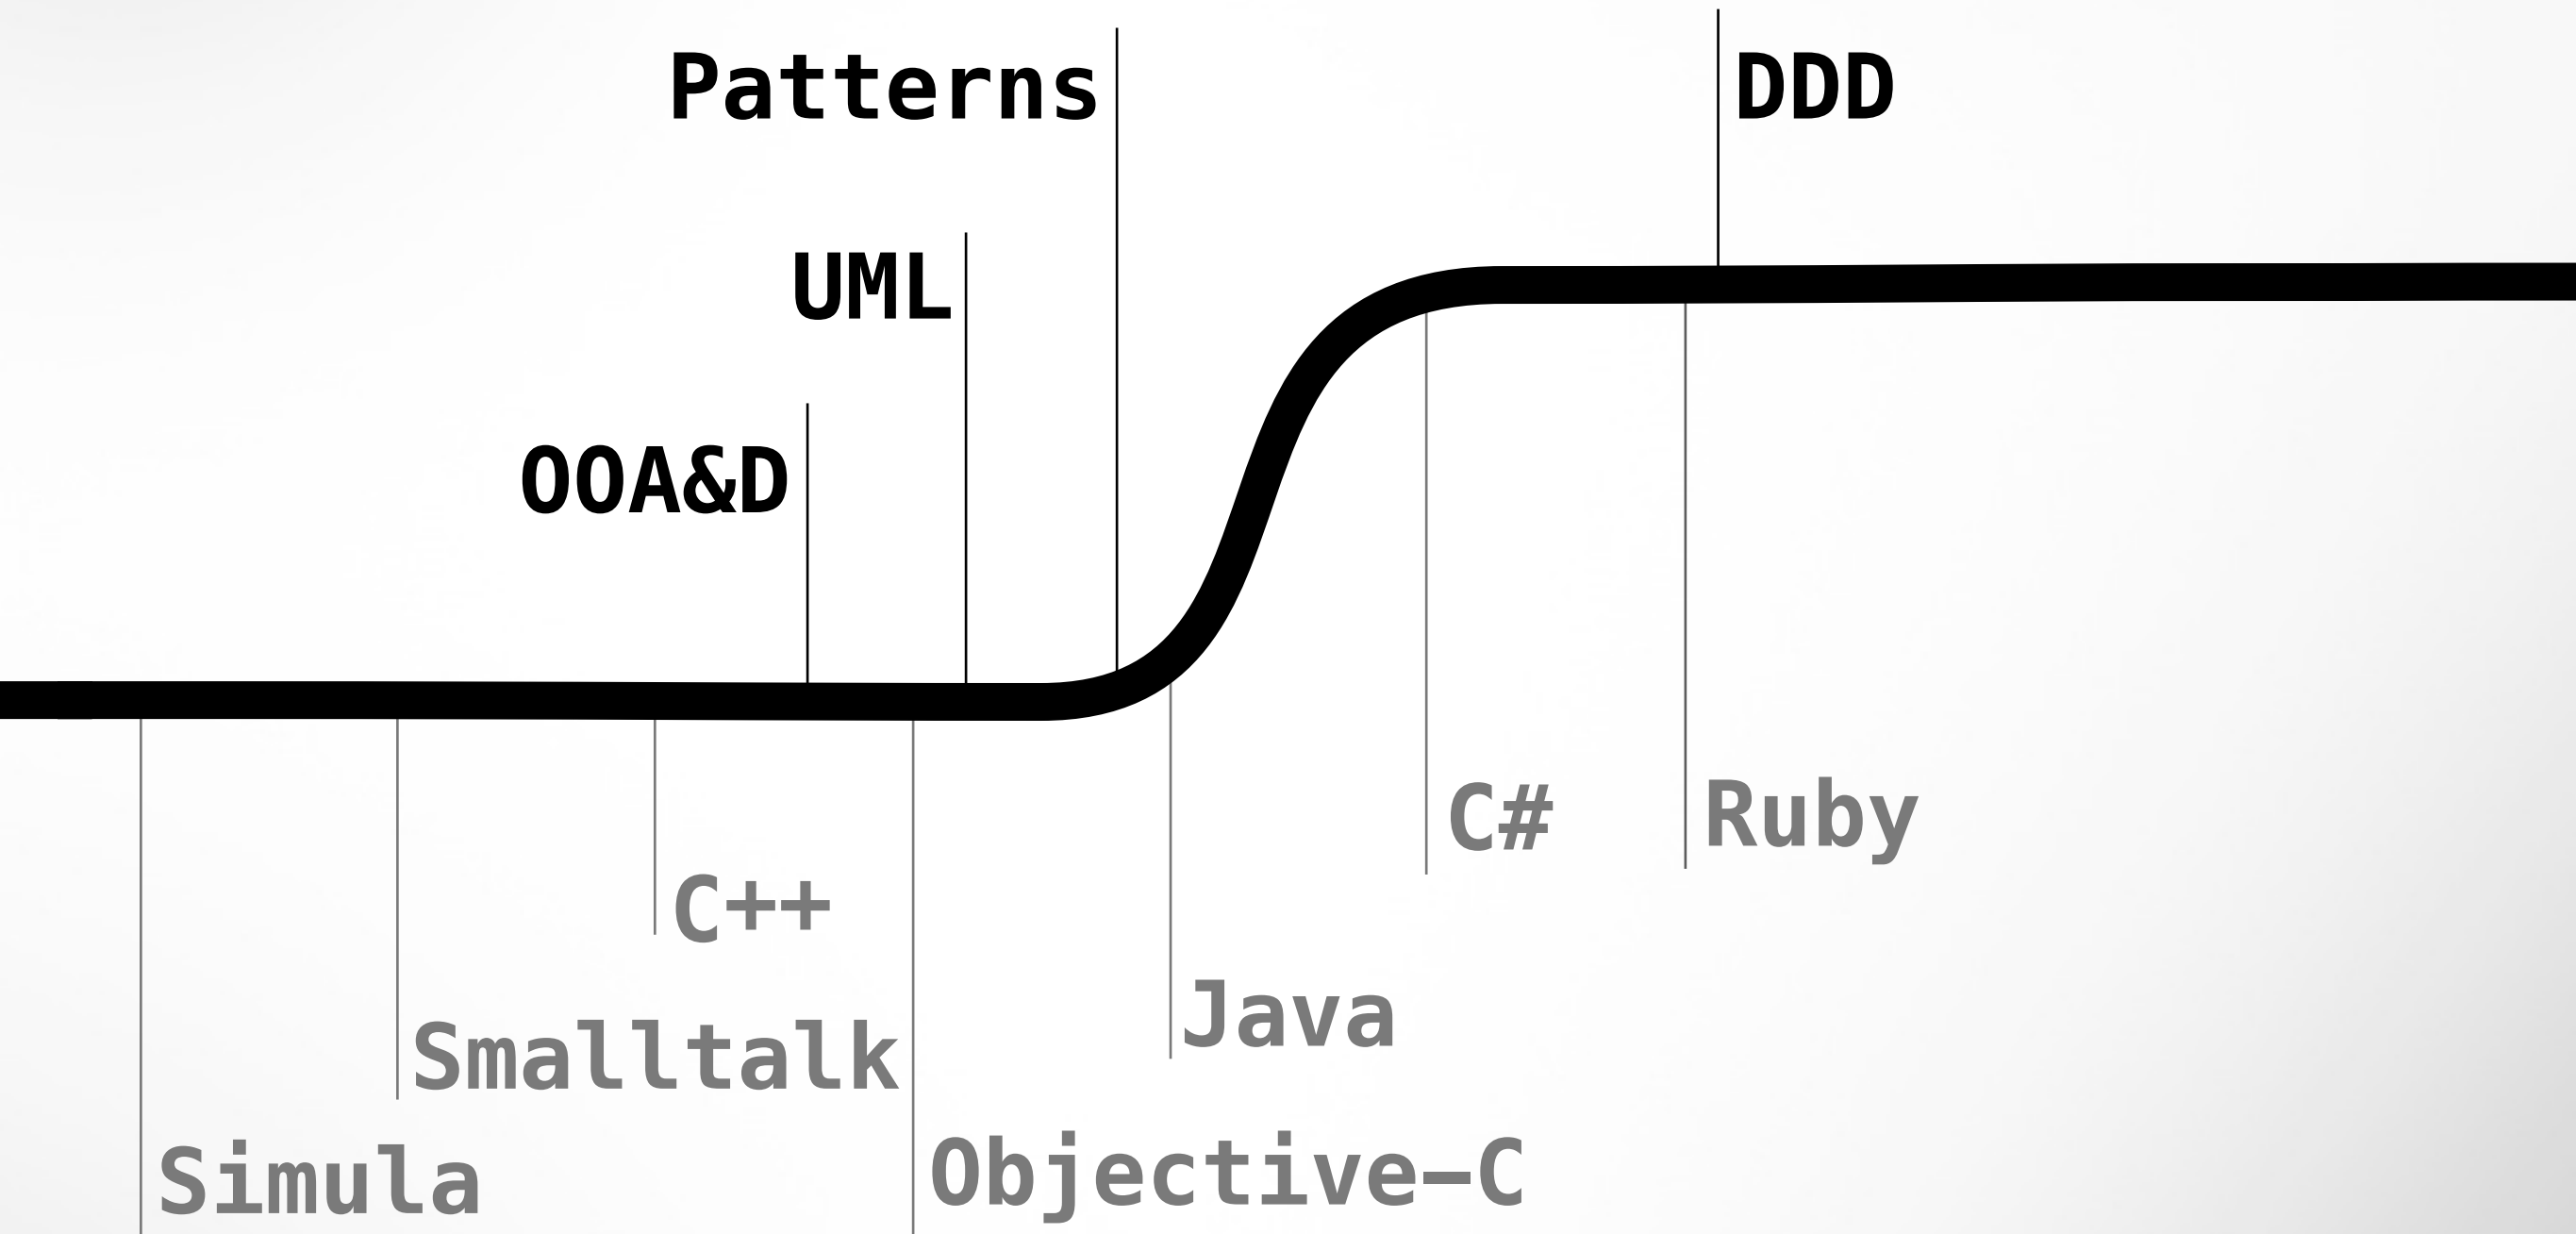 Patterns
DDD
UML
OOA&D
C#
Ruby
C++
Java
Smalltalk
Objective-C
Simula